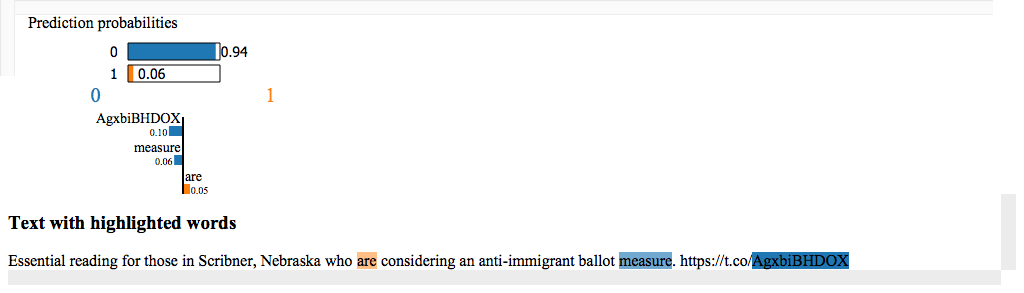 Prediction probabilities
0 0.94
1 0.06
0 1
AgxbiBHDOX
0.10
measure
0.06
are
0.05
Text with highlighted words
Essential reading for those in Scribner, Nebraska who are considering an anti-immigrant ballot measure. https://t.co/AgxbiBHDOX